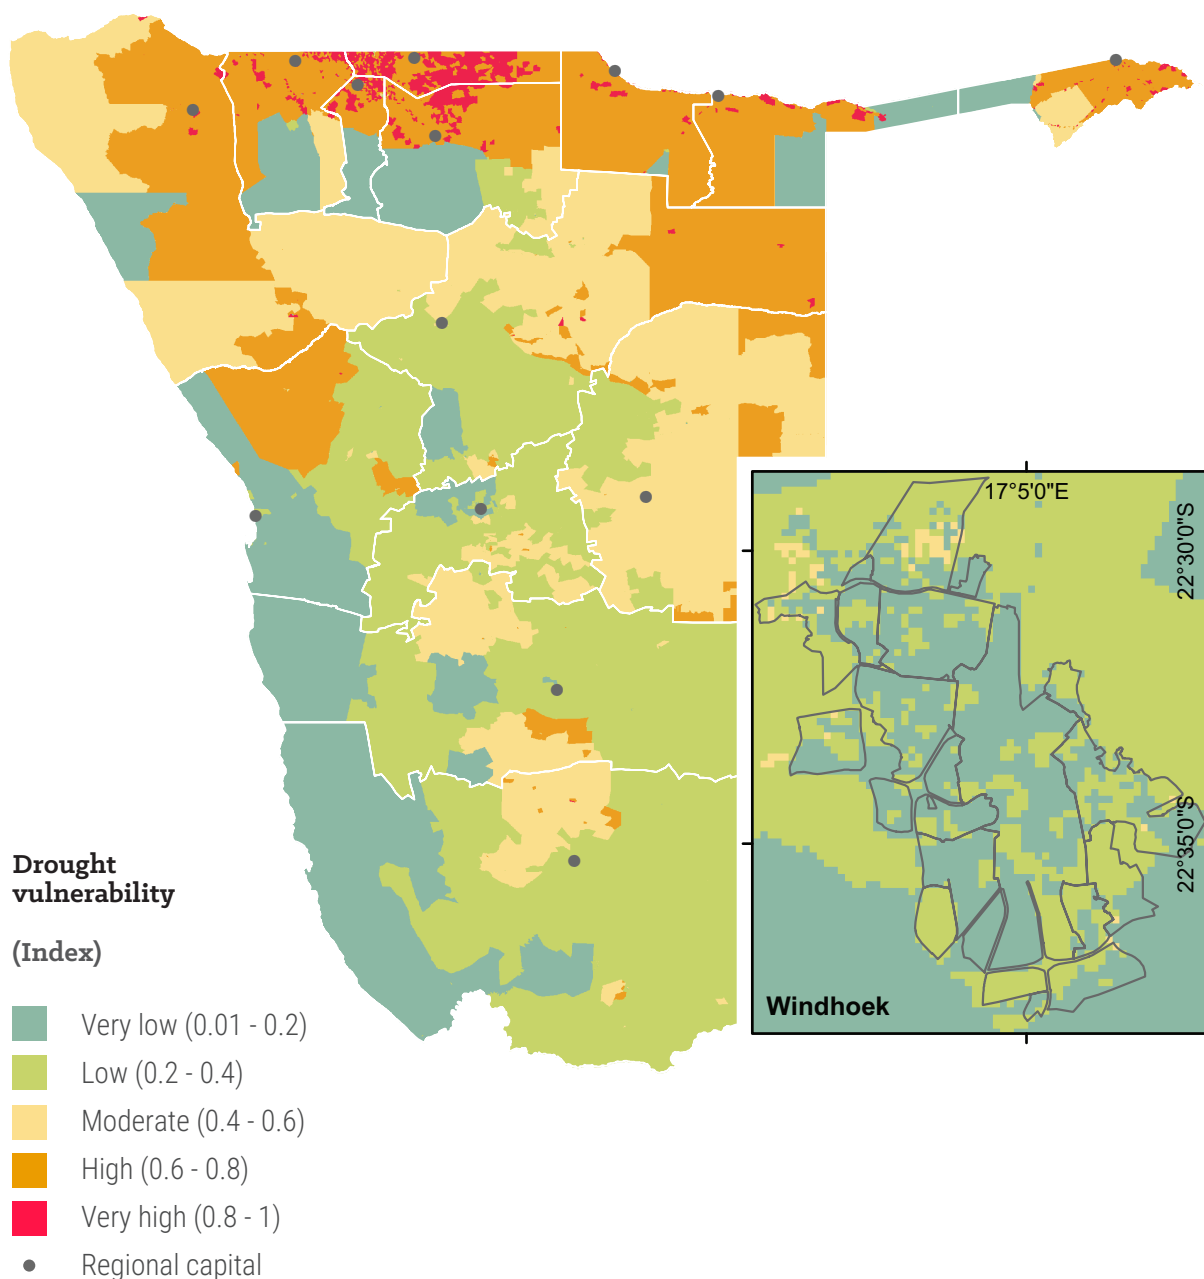 17°5'0"E
22°30'0"S
22°35'0"S
Windhoek
Drought
vulnerability
(Index)
Very low (0.01 - 0.2)
Low (0.2 - 0.4)
Moderate (0.4 - 0.6)
High (0.6 - 0.8)
Very high (0.8 - 1)
Regional capital